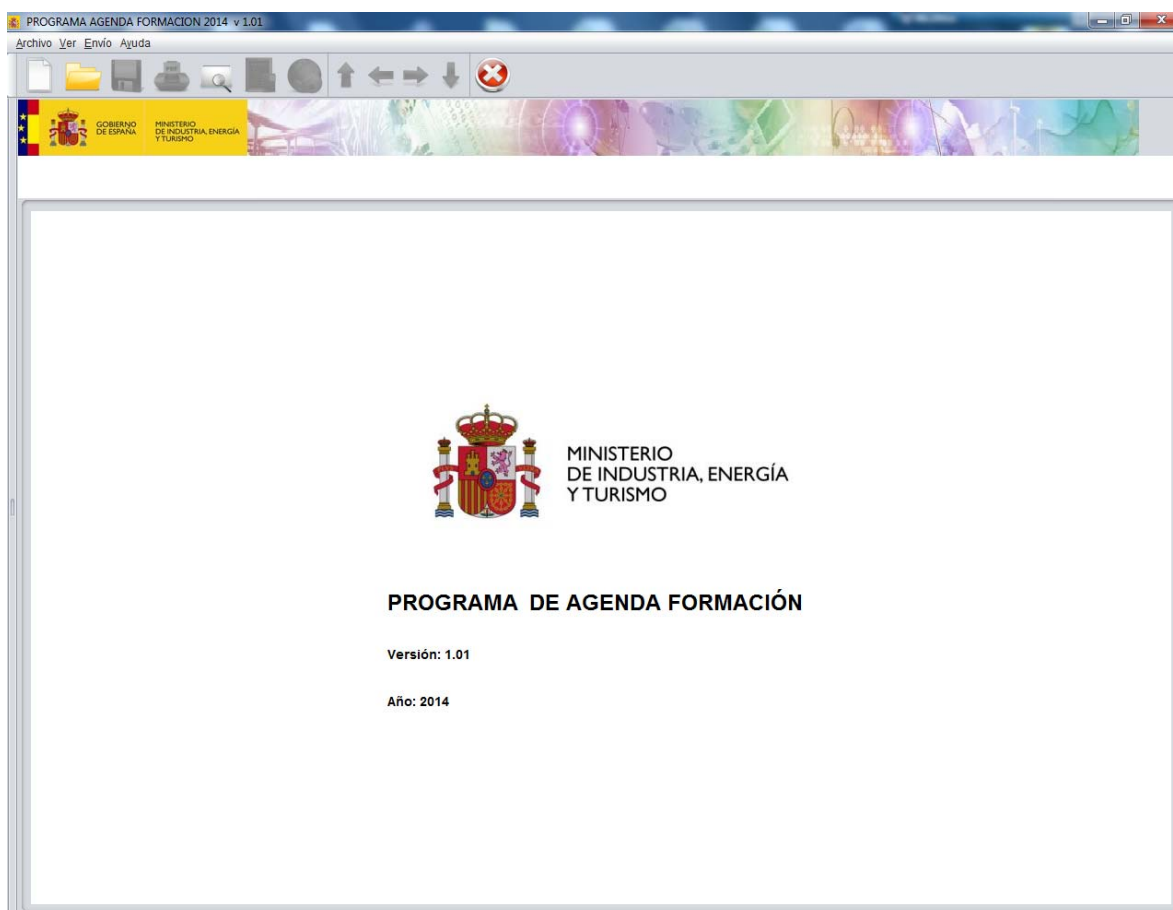 PROGRAMA AGENDA FORMACION 2014 v 1.01
Archivo Ver Envío Ayuda
GOBIERNO
DE ESPAÑA
MINISTERIO
DE INDUSTRIA, ENERGÍA
Y TURISMO
MINISTERIO
DE INDUSTRIA, ENERGÍA
Y TURISMO
PROGRAMA DE AGENDA FORMACIÓN
Versión: 1.01
Año: 2014